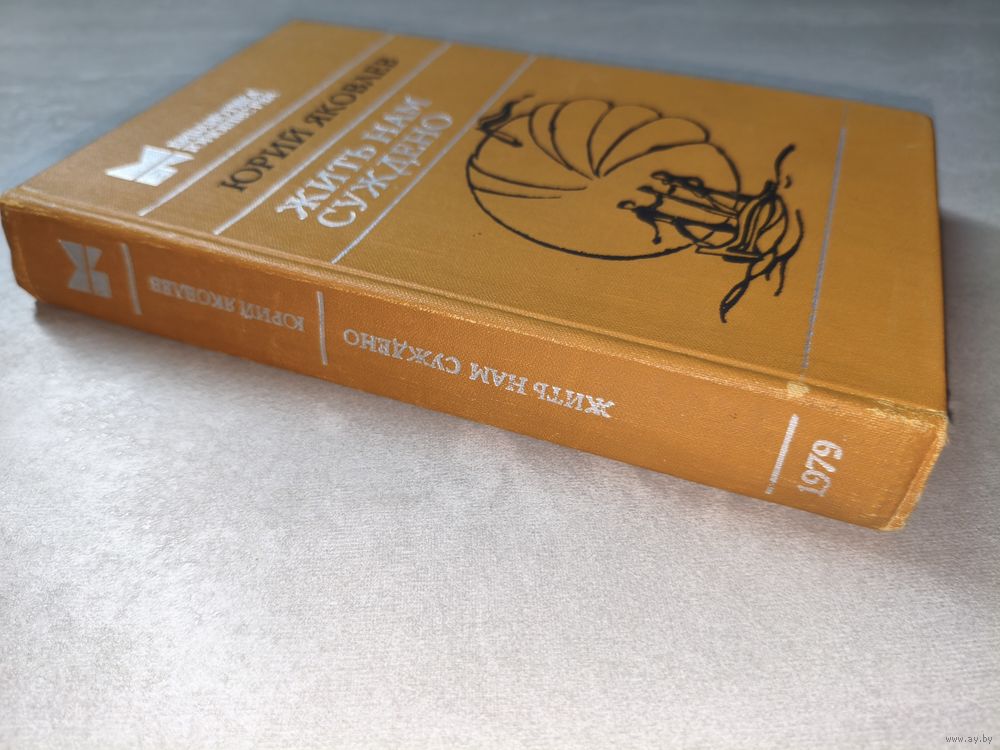 ЮРИЙ ЯКОВЛЕВ
ЖИТЬ НАМ
СУЖДЕНО
ЮРИЙ ЯКОВЛЕВ
ЖИТЬ НАМ СУЖДЕНО
1979
www.ay.by